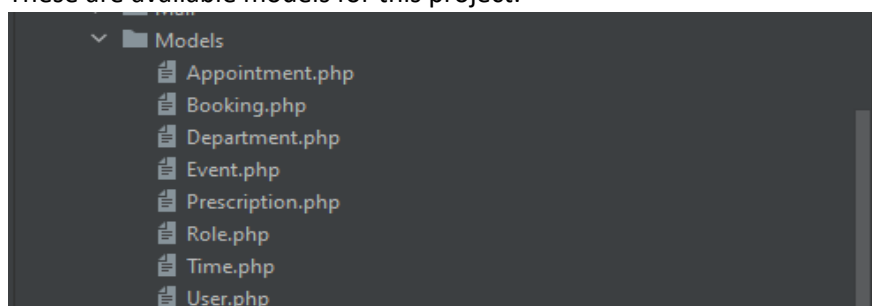 These are available models for this project.
Models
Appointment.php
Booking.php
Department.php
Event.php
Prescription.php
Role.php
Time.php
User.php